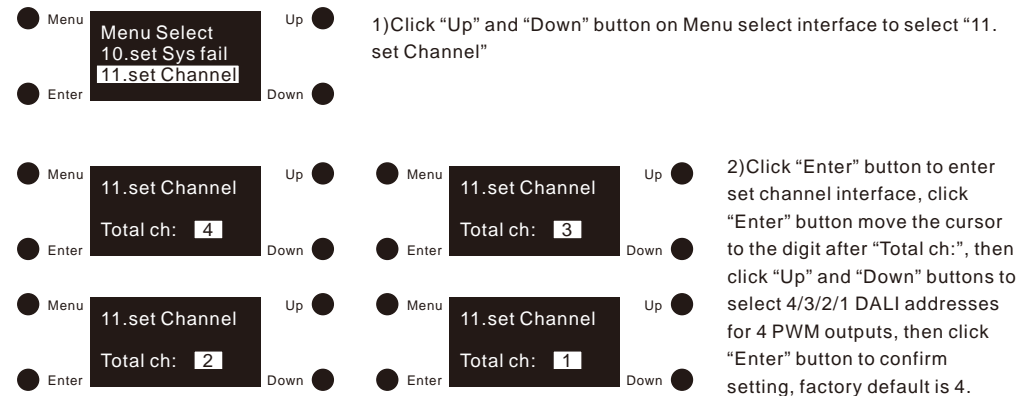 Menu
Up
Menu Select
10.set Sys fail
11.set Channel
Enter
Down
1)Click “Up” and “Down” button on Menu select interface to select “11.
set Channel”
Menu
Up
11.set Channel
Total ch: 4
Enter
Down
Menu
Up
11.set Channel
Total ch: 3
Enter
Down
Menu
Up
11.set Channel
Total ch: 2
Enter
Down
Menu
Up
11.set Channel
Total ch: 1
Enter
Down
2)Click “Enter” button to enter
set channel interface, click
“Enter” button move the cursor
to the digit after “Total ch:”, then
click “Up” and “Down” buttons to
select 4/3/2/1 DALI addresses
for 4 PWM outputs, then click
“Enter” button to confirm
setting, factory default is 4.